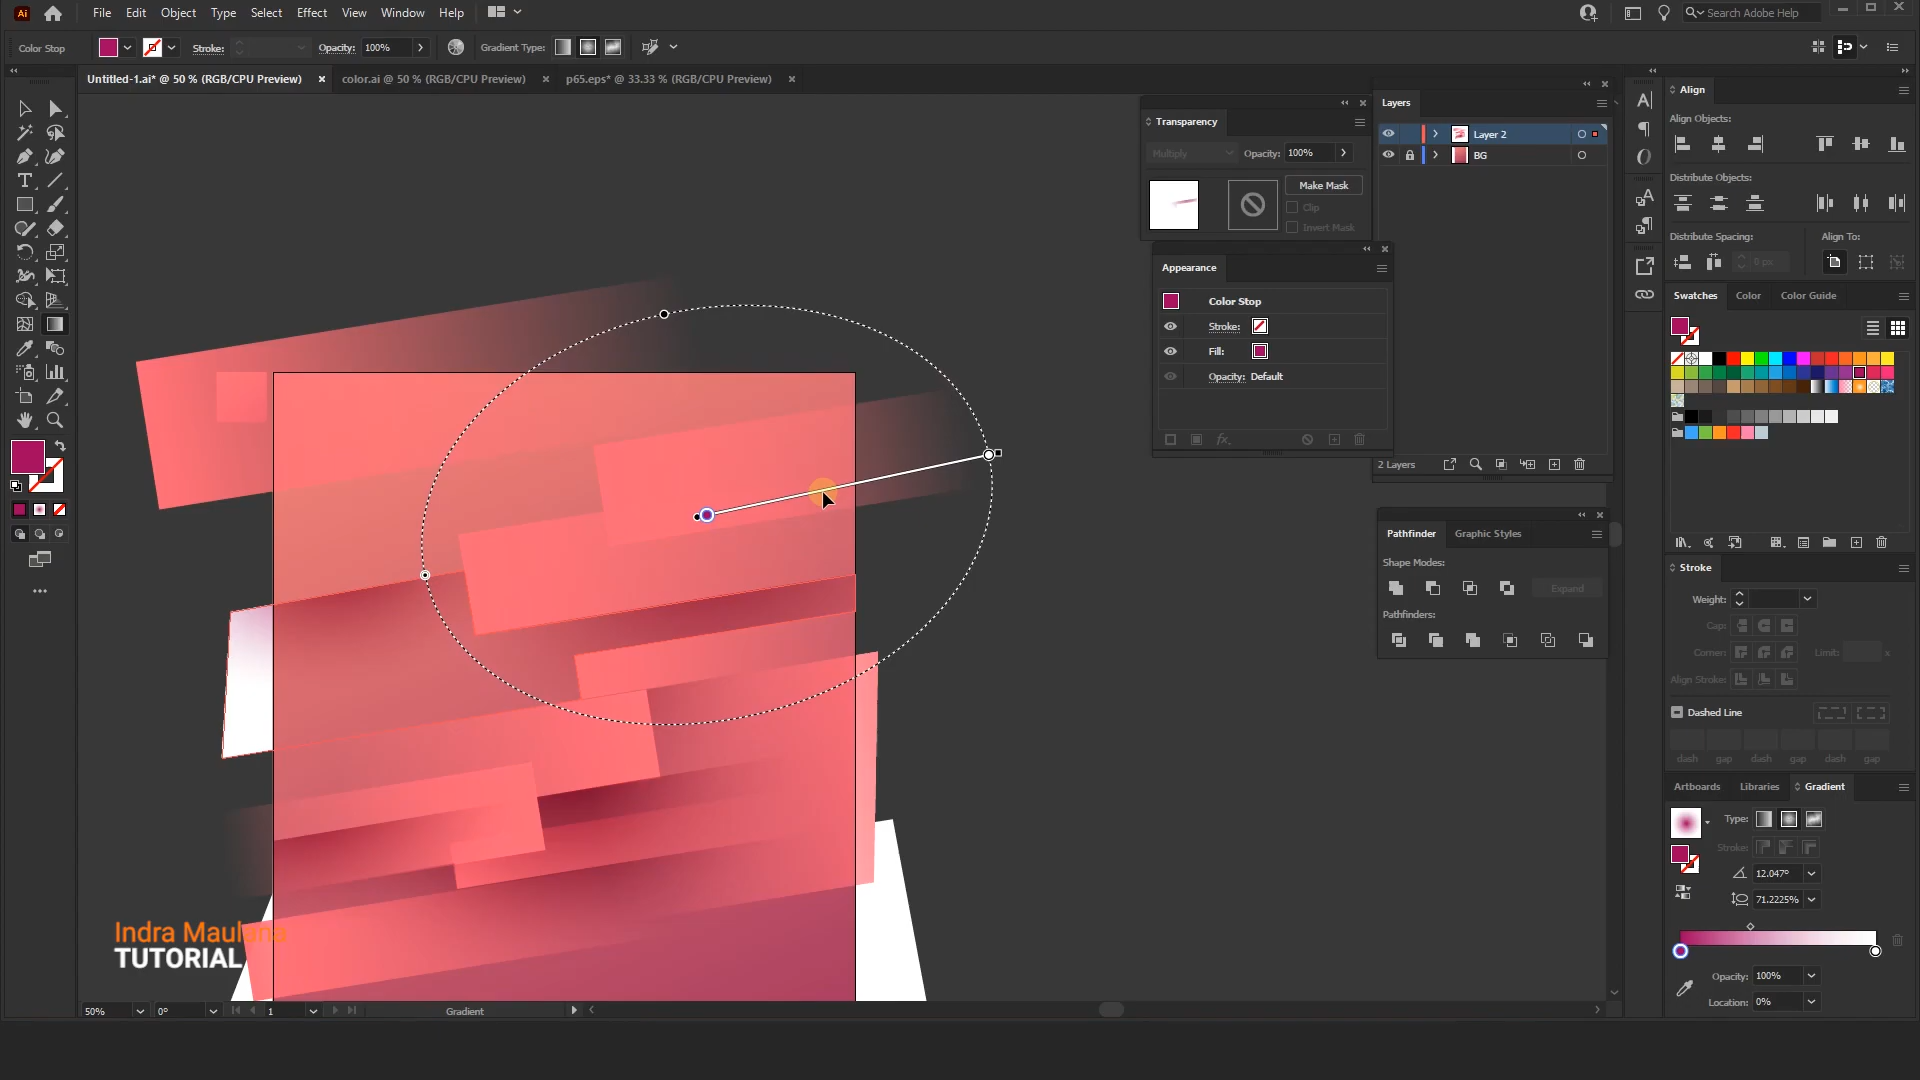 File Edit Object Type Select Effect View Window Help
Search Adobe Help
Color Stop
Stroke:
Opacity: 100%
Gradient Type:
Untitled-1.ai* @ 50 % (RGB/CPU Preview)
color.ai @ 50 % (RGB/CPU Preview)
p65.eps* @ 33.33 % (RGB/CPU Preview)
Transparency
Multiply
Opacity: 100%
Make Mask
Clip
Invert Mask
Appearance
Color Stop
Stroke:
Fill:
Opacity: Default
fx.
Layers
Layer 2
BG
2 Layers
Pathfinder
Graphic Styles
Shape Modes:
Expand
Pathfinders:
Align
Align Objects:
Distribute Objects:
Distribute Spacing:
Align To:
0 px
Swatches
Color
Color Guide
Stroke
Weight:
Cap:
Corner:
Limit:
x
Align Stroke:
Dashed Line
dash gap dash gap dash gap
Artboards
Libraries
Gradient
Type:
Stroke:
12.047°
71.2225%
Opacity: 100%
Location: 0%
Indra Maulana
TUTORIAL
50%
0°
1
Gradient